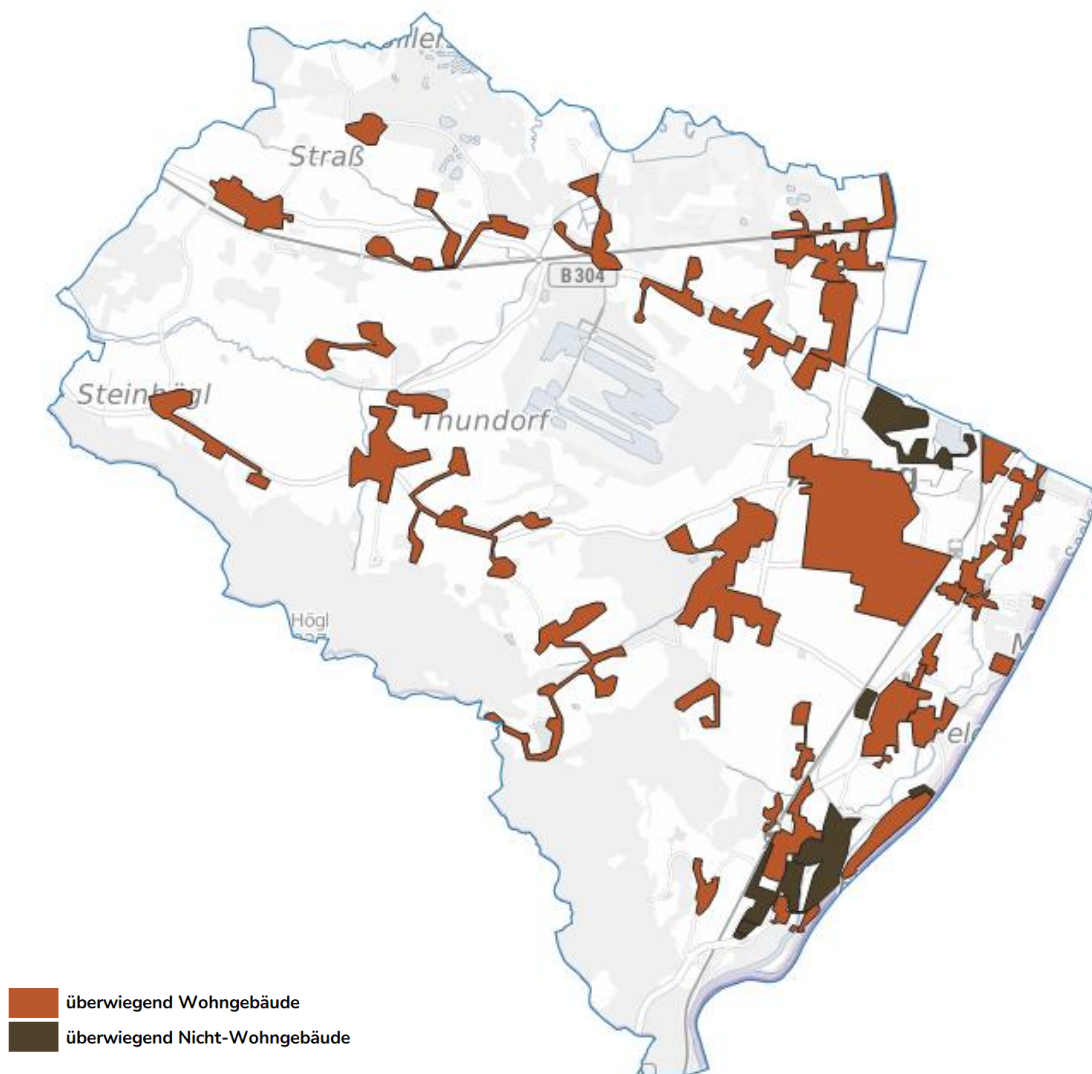 Straß
B 304
Steinhögl
Thundorf
Högl
überwiegend Wohngebäude
überwiegend Nicht-Wohngebäude